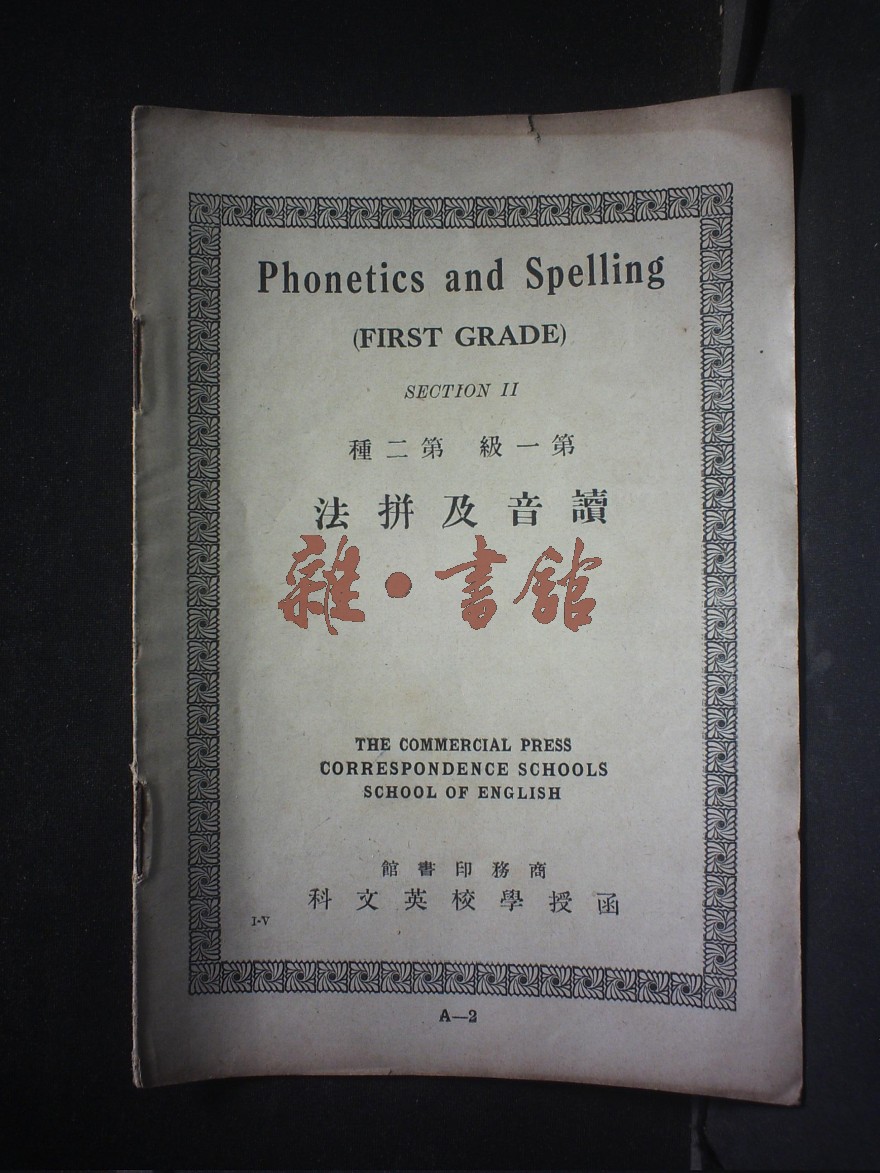 Phonetics and Spelling
(FIRST GRADE)
SECTION II
第一級 第二種
讀音及拼法
雜·書館
THE COMMERCIAL PRESS
CORRESPONDENCE SCHOOLS
SCHOOL OF ENGLISH
商務印書館
函授學校英文科
I-V
A—2